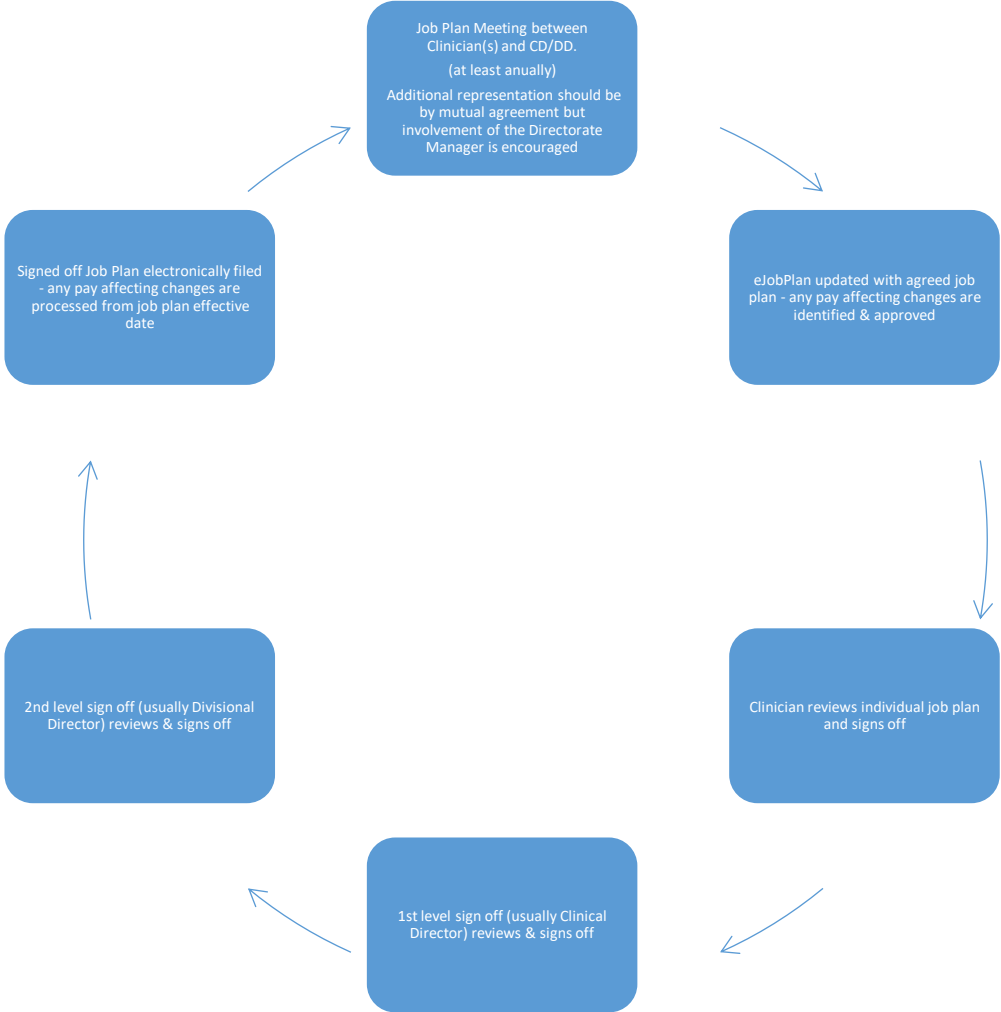 Job Plan Meeting between
Clinician(s) and CD/DD.
(at least anually)
Additional representation should be
by mutual agreement but
involvement of the Directorate
Manager is encouraged
eJobPlan updated with agreed job
plan - any pay affecting changes are
identified & approved
Clinician reviews individual job plan
and signs off
1st level sign off (usually Clinical
Director) reviews & signs off
2nd level sign off (usually Divisional
Director) reviews & signs off
Signed off Job Plan electronically filed
- any pay affecting changes are
processed from job plan effective
date